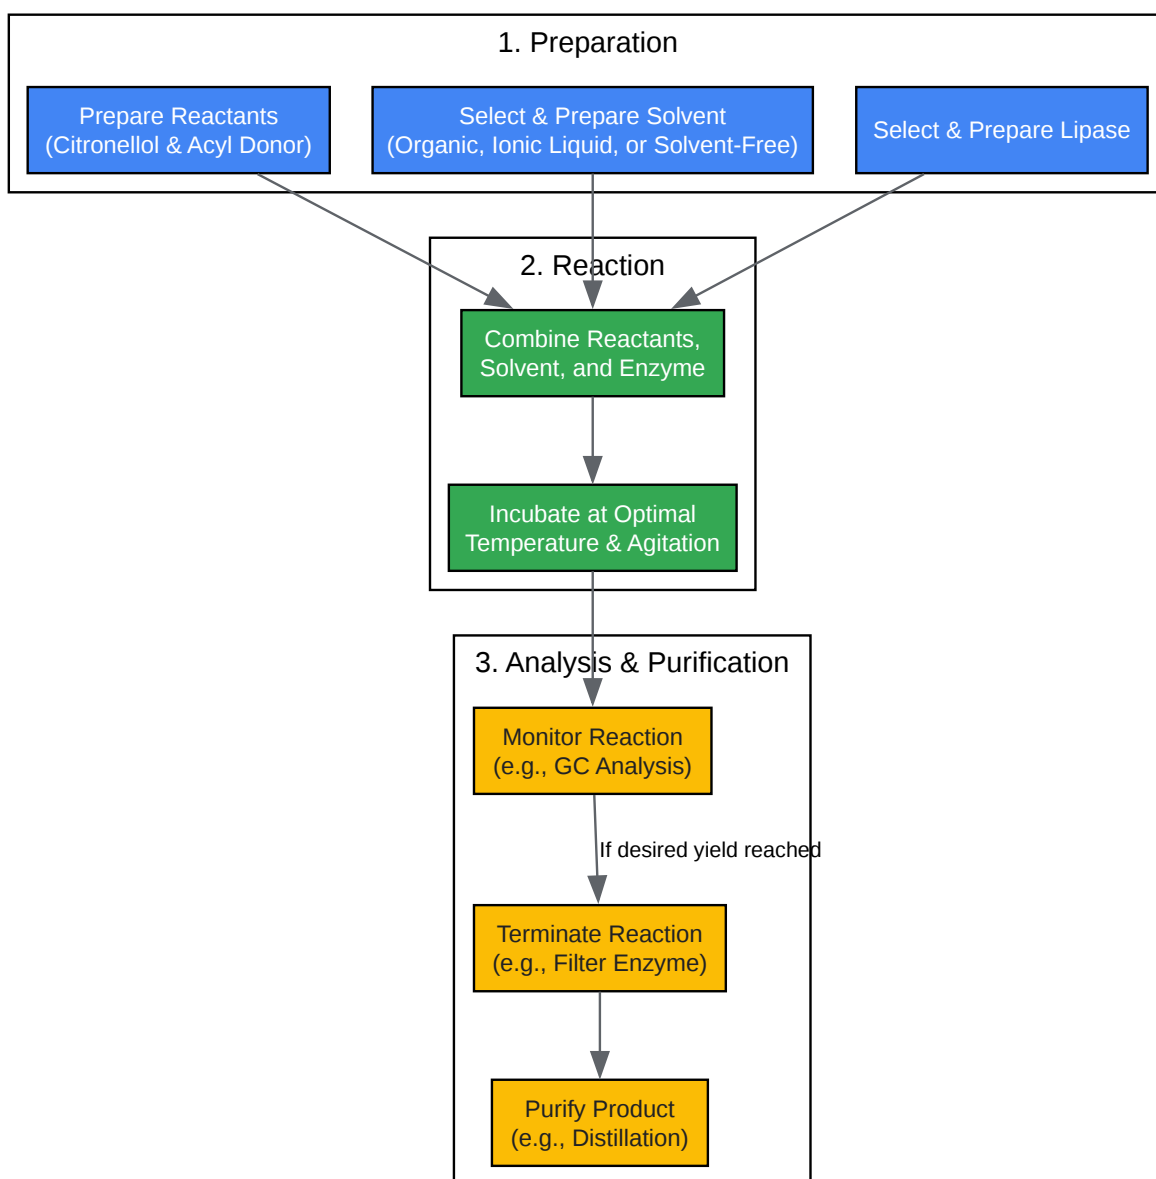 1. Preparation
Prepare Reactants
(Citronellol & Acyl Donor)
Select & Prepare Solvent
(Organic, Ionic Liquid, or Solvent-Free)
Select & Prepare Lipase
2. Reaction
Combine Reactants,
Solvent, and Enzyme
Incubate at Optimal
Temperature & Agitation
3. Analysis & Purification
Monitor Reaction
(e.g., GC Analysis)
If desired yield reached
Terminate Reaction
(e.g., Filter Enzyme)
Purify Product
(e.g., Distillation)